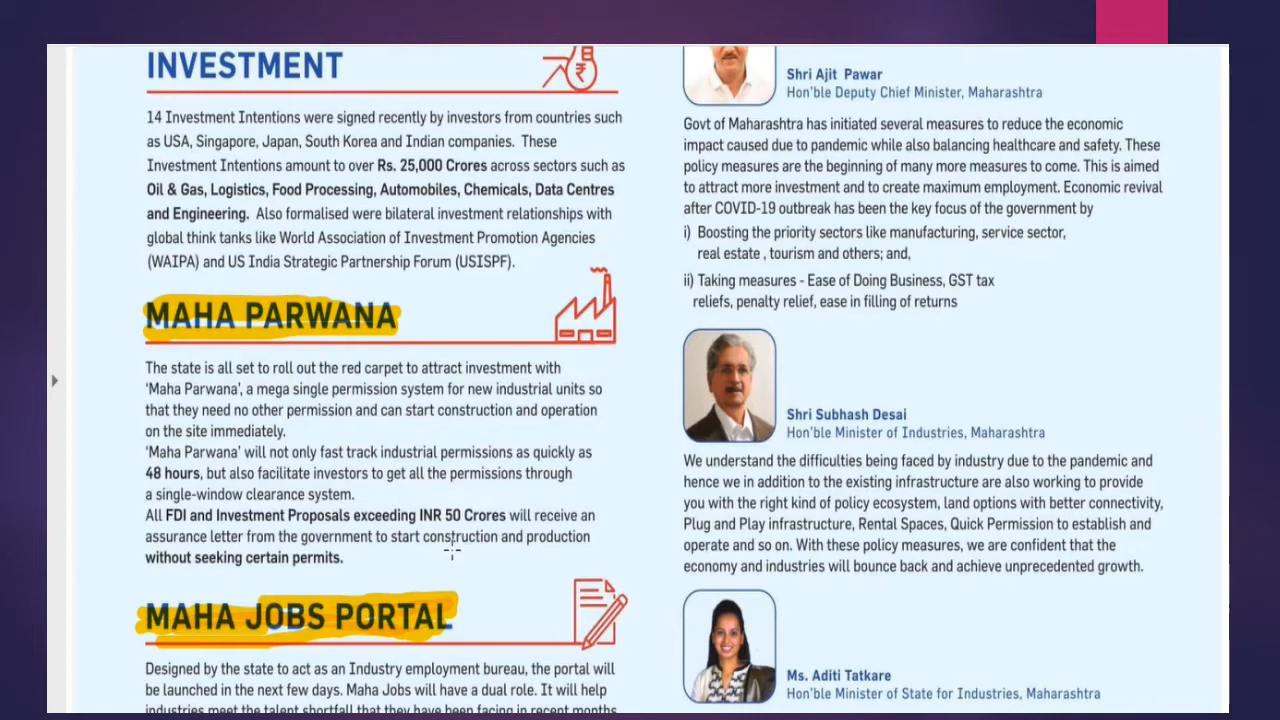 INVESTMENT
14 Investment Intentions were signed recently by investors from countries such
as USA, Singapore, Japan, South Korea and Indian companies. These
Investment Intentions amount to over Rs. 25,000 Crores across sectors such as
Oil & Gas, Logistics, Food Processing, Automobiles, Chemicals, Data Centres
and Engineering. Also formalised were bilateral investment relationships with
global think tanks like World Association of Investment Promotion Agencies
(WAIPA) and US India Strategic Partnership Forum (USISPF).
MAHA PARWANA
The state is all set to roll out the red carpet to attract investment with
‘Maha Parwana’, a mega single permission system for new industrial units so
that they need no other permission and can start construction and operation
on the site immediately.
‘Maha Parwana’ will not only fast track industrial permissions as quickly as
48 hours, but also facilitate investors to get all the permissions through
a single-window clearance system.
All FDI and Investment Proposals exceeding INR 50 Crores will receive an
assurance letter from the government to start construction and production
without seeking certain permits.
MAHA JOBS PORTAL
Designed by the state to act as an Industry employment bureau, the portal will
be launched in the next few days. Maha Jobs will have a dual role. It will help
industries meet the talent shortfall that they have been facing in recent months
Shri Ajit Pawar
Hon'ble Deputy Chief Minister, Maharashtra
Govt of Maharashtra has initiated several measures to reduce the economic
impact caused due to pandemic while also balancing healthcare and safety. These
policy measures are the beginning of many more measures to come. This is aimed
to attract more investment and to create maximum employment. Economic revival
after COVID-19 outbreak has been the key focus of the government by
i) Boosting the priority sectors like manufacturing, service sector,
real estate , tourism and others; and,
ii) Taking measures - Ease of Doing Business, GST tax
reliefs, penalty relief, ease in filling of returns
Shri Subhash Desai
Hon'ble Minister of Industries, Maharashtra
We understand the difficulties being faced by industry due to the pandemic and
hence we in addition to the existing infrastructure are also working to provide
you with the right kind of policy ecosystem, land options with better connectivity,
Plug and Play infrastructure, Rental Spaces, Quick Permission to establish and
operate and so on. With these policy measures, we are confident that the
economy and industries will bounce back and achieve unprecedented growth.
Ms. Aditi Tatkare
Hon'ble Minister of State for Industries, Maharashtra